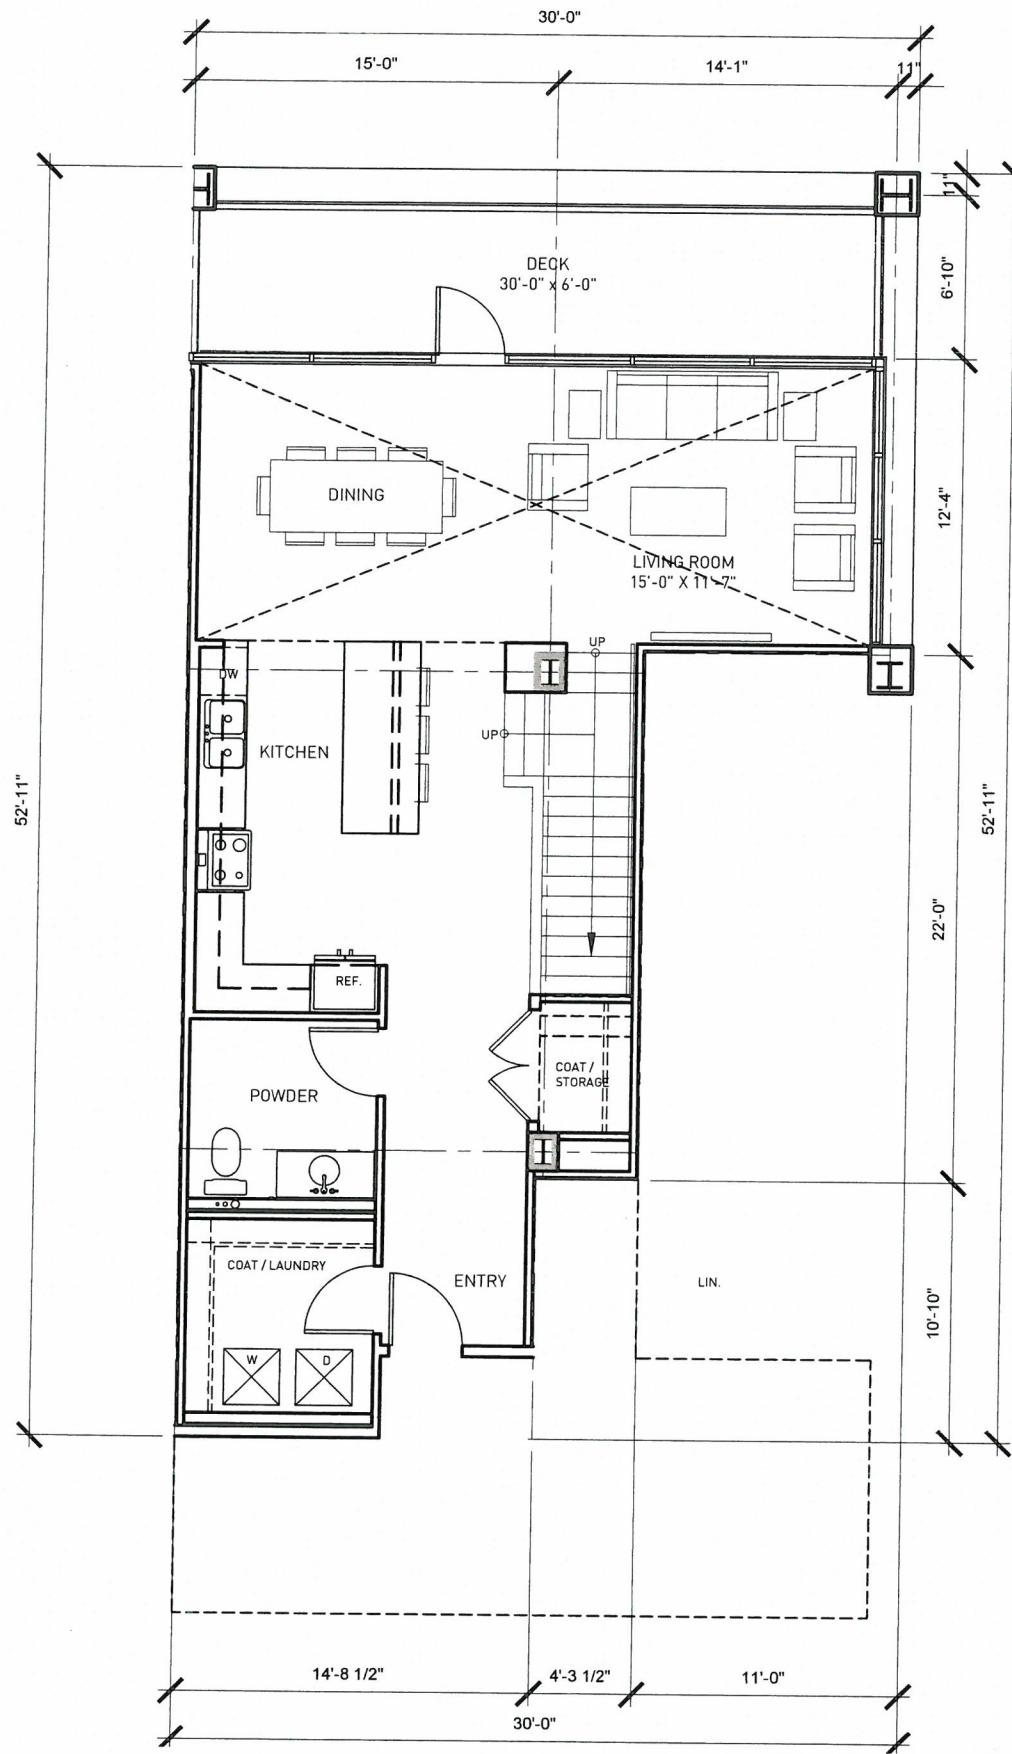 30'-0"
15'-0"
14'-1"
11"
11"
DECK
30'-0" x 6'-0"
6'-10"
DINING
12'-4"
LIVING ROOM
15'-0" X 11'-7"
UP
DW
UP
KITCHEN
52'-11"
52'-11"
22'-0"
REF.
COAT /
STORAGE
POWDER
COAT / LAUNDRY
ENTRY
LIN.
10'-10"
W
D
14'-8 1/2"
4'-3 1/2"
11'-0"
30'-0"